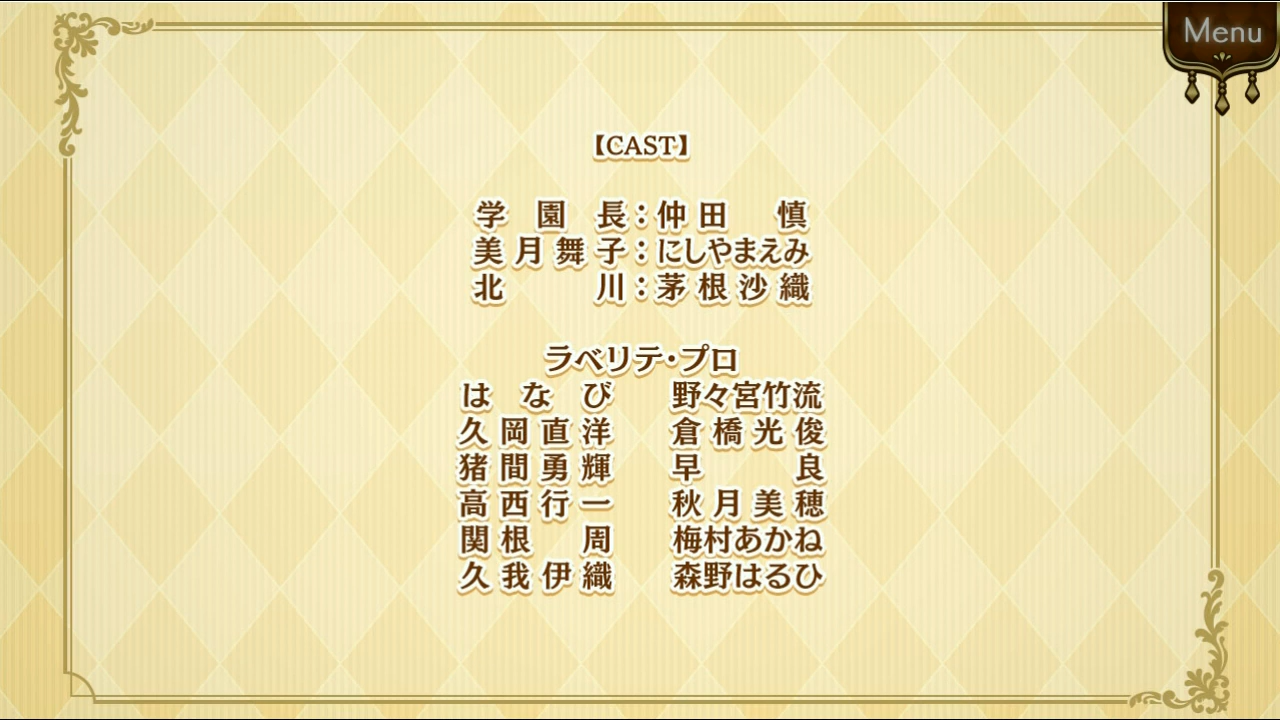 Menu
【CAST】
学園長：仲田 慎
美月舞子：にしやまえみ
北川：茅根沙織
ラベリテ・プロ
はなび 野々宮竹流
久岡直洋 倉橋光俊
猪間勇輝 早良
高西行一 秋月美穂
関根周 梅村あかね
久我伊織 森野はるひ